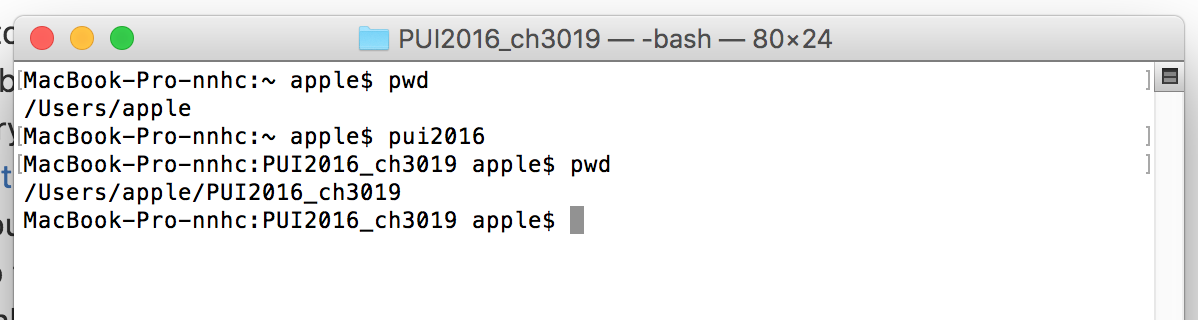 PUI2016_ch3019 — -bash — 80×24
[MacBook-Pro-nnhc:~ apple$ pwd ]
/Users/apple
[MacBook-Pro-nnhc:~ apple$ pui2016 ]
[MacBook-Pro-nnhc:PUI2016_ch3019 apple$ pwd ]
/Users/apple/PUI2016_ch3019
MacBook-Pro-nnhc:PUI2016_ch3019 apple$